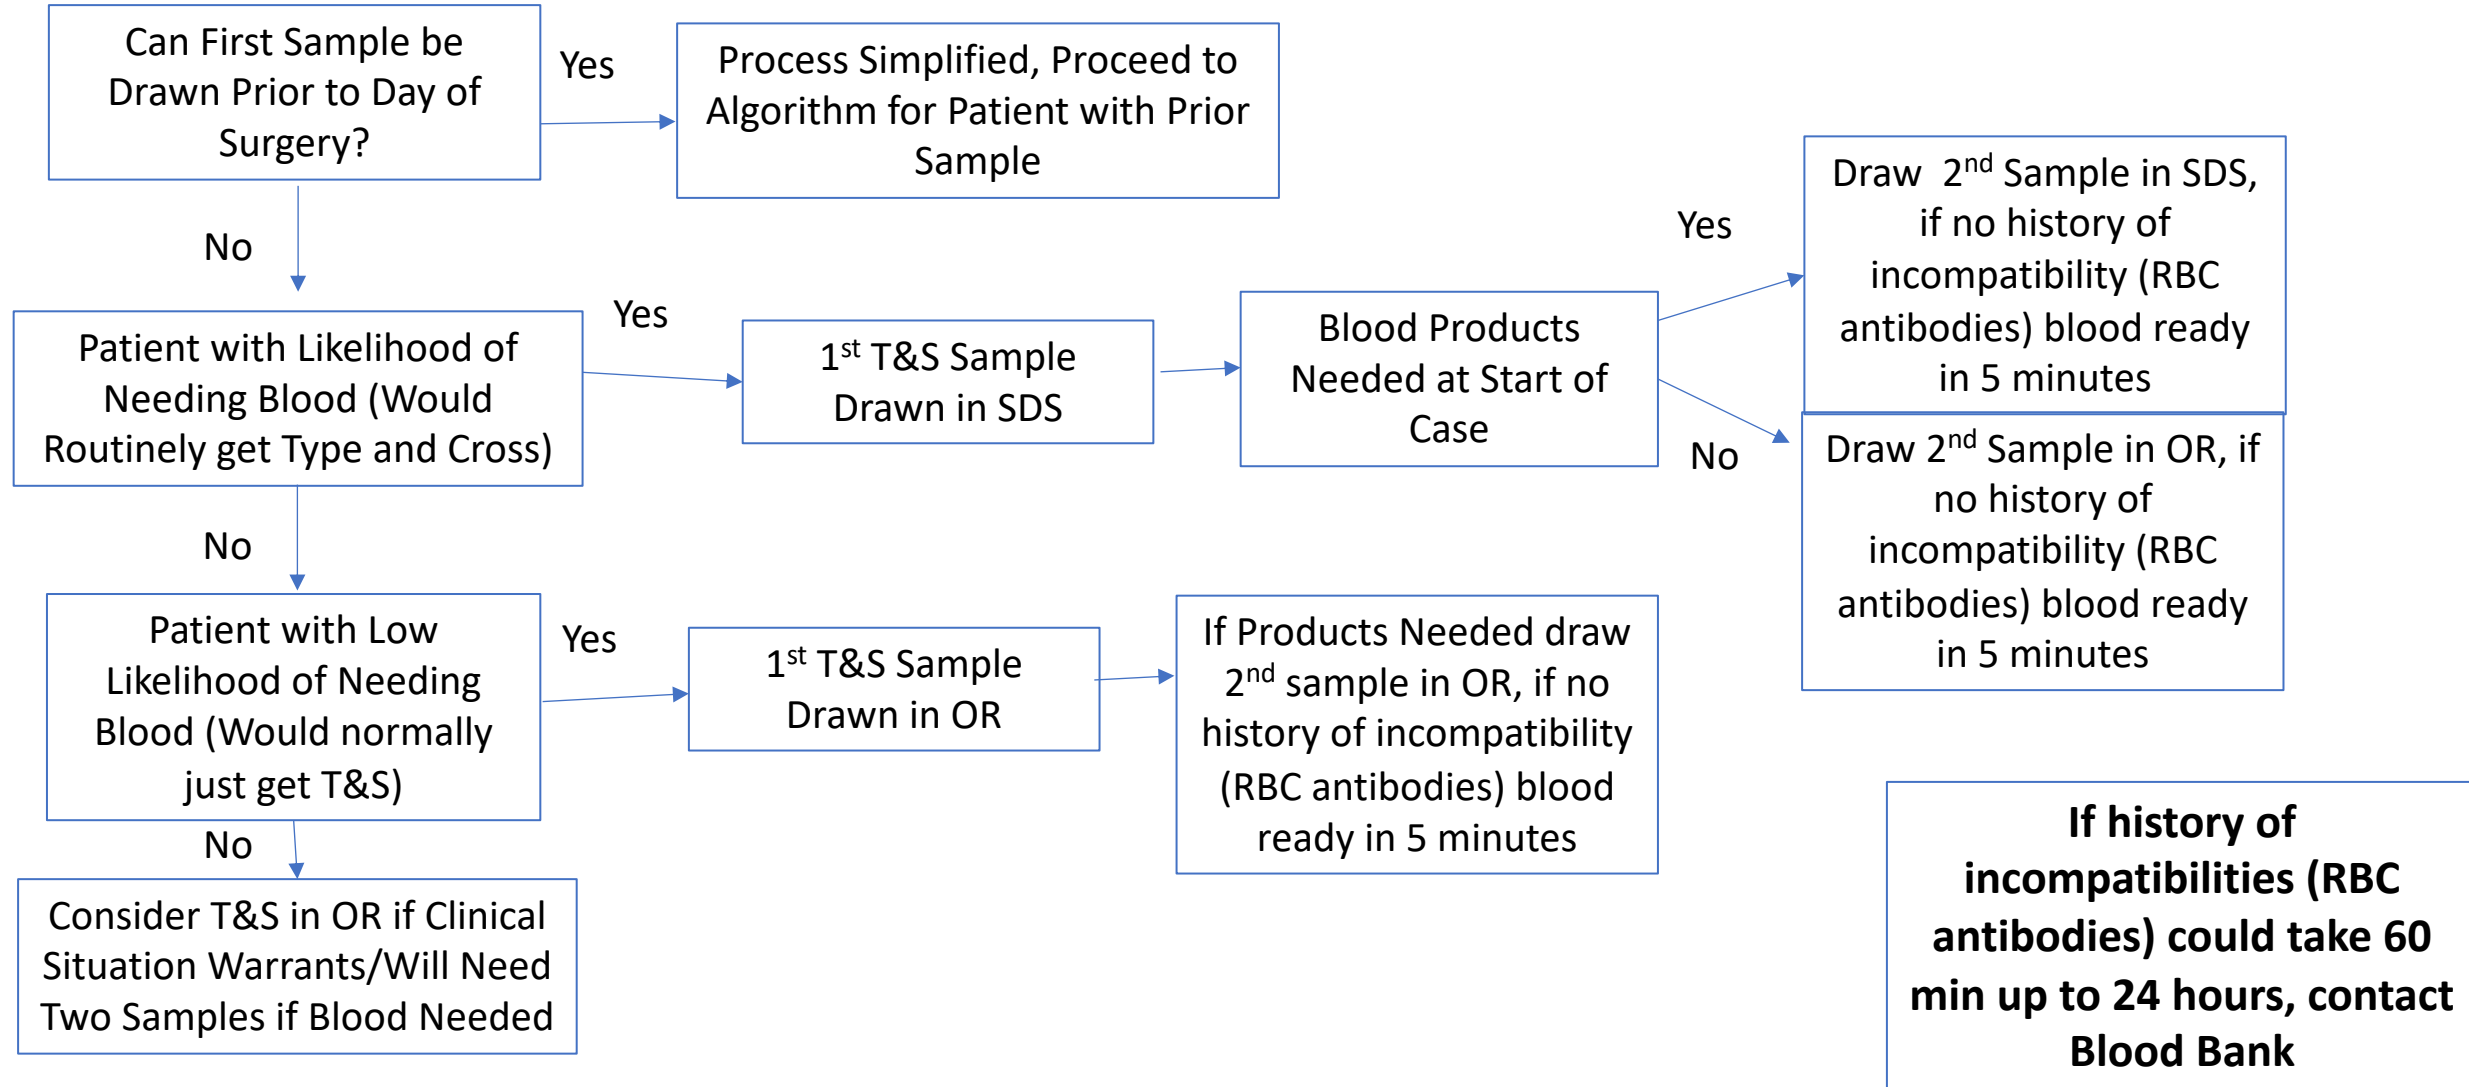 Can First Sample be
Drawn Prior to Day of
Surgery?
Yes
Process Simplified, Proceed to
Algorithm for Patient with Prior
Sample
No
Patient with Likelihood of
Needing Blood (Would
Routinely get Type and Cross)
Yes
1st T&S Sample
Drawn in SDS
Blood Products
Needed at Start of
Case
Yes
Draw 2nd Sample in SDS,
if no history of
incompatibility (RBC
antibodies) blood ready
in 5 minutes
No
Draw 2nd Sample in OR, if
no history of
incompatibility (RBC
antibodies) blood ready
in 5 minutes
No
Patient with Low
Likelihood of Needing
Blood (Would normally
just get T&S)
Yes
1st T&S Sample
Drawn in OR
If Products Needed draw
2nd sample in OR, if no
history of incompatibility
(RBC antibodies) blood
ready in 5 minutes
No
Consider T&S in OR if Clinical
Situation Warrants/Will Need
Two Samples if Blood Needed
If history of
incompatibilities (RBC
antibodies) could take 60
min up to 24 hours, contact
Blood Bank